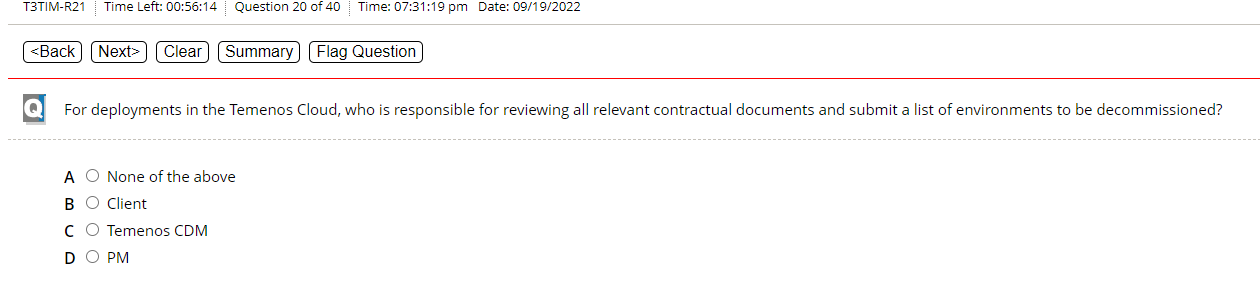 T3TIM-R21 Time Left: 00:56:14 Question 20 of 40 Time: 07:31:19 pm Date: 09/19/2022
<Back Next> Clear Summary Flag Question
Q For deployments in the Temenos Cloud, who is responsible for reviewing all relevant contractual documents and submit a list of environments to be decommissioned?
A None of the above
B Client
C Temenos CDM
D PM